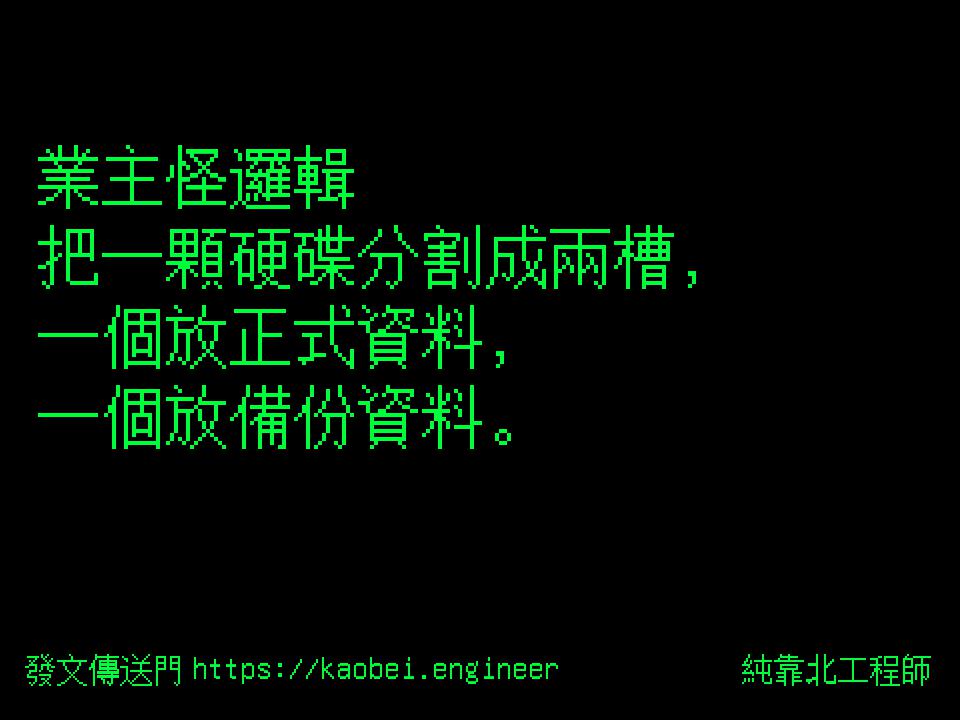 業主怪邏輯
把一顆硬碟分割成兩槽,
一個放正式資料,
一個放備份資料。
發文傳送門 https://kaobei.engineer
純靠北工程師